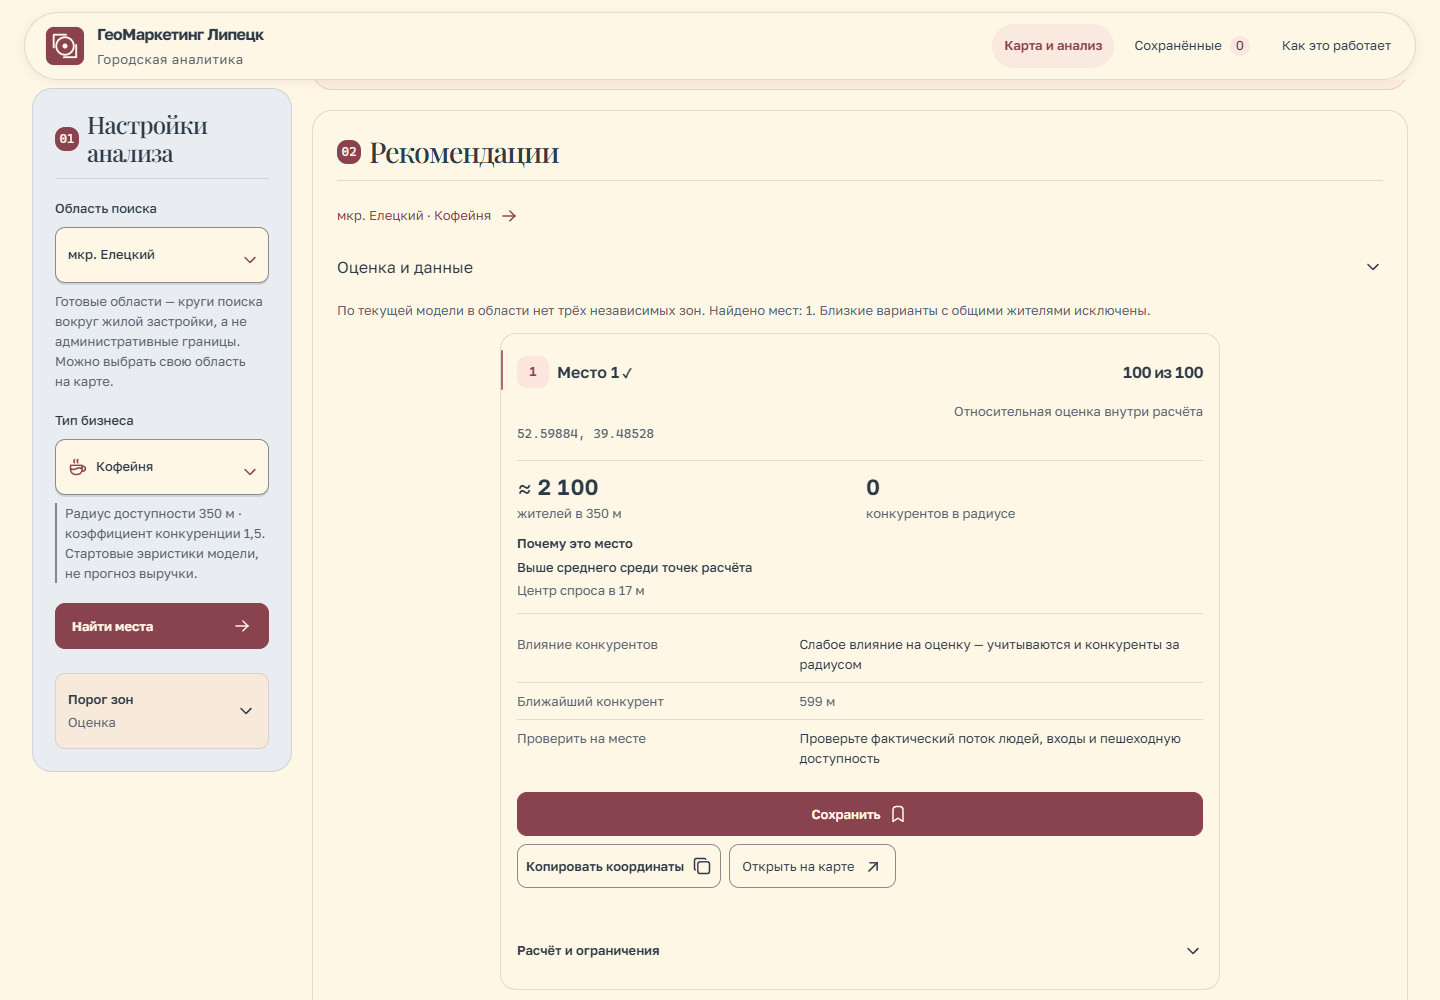 ГеоМаркетинг Липецк
Городская аналитика
Карта и анализ
Сохранённые 0
Как это работает
01 Настройки
анализа
Область поиска
мкр. Елецкий
Готовые области — круги поиска
вокруг жилой застройки, а не
административные границы.
Можно выбрать свою область
на карте.
Тип бизнеса
Кофейня
Радиус доступности 350 м ·
коэффициент конкуренции 1,5.
Стартовые эвристики модели,
не прогноз выручки.
Найти места
Порог зон
Оценка
02 Рекомендации
мкр. Елецкий · Кофейня
Оценка и данные
По текущей модели в области нет трёх независимых зон. Найдено мест: 1. Близкие варианты с общими жителями исключены.
1 Место 1 ✓ 100 из 100
Относительная оценка внутри расчёта
52.59884, 39.48528
≈ 2 100
жителей в 350 м
0
конкурентов в радиусе
Почему это место
Выше среднего среди точек расчёта
Центр спроса в 17 м
Влияние конкурентов
Слабое влияние на оценку — учитываются и конкуренты за
радиусом
Ближайший конкурент
599 м
Проверить на месте
Проверьте фактический поток людей, входы и пешеходную
доступность
Сохранить
Копировать координаты
Открыть на карте
Расчёт и ограничения